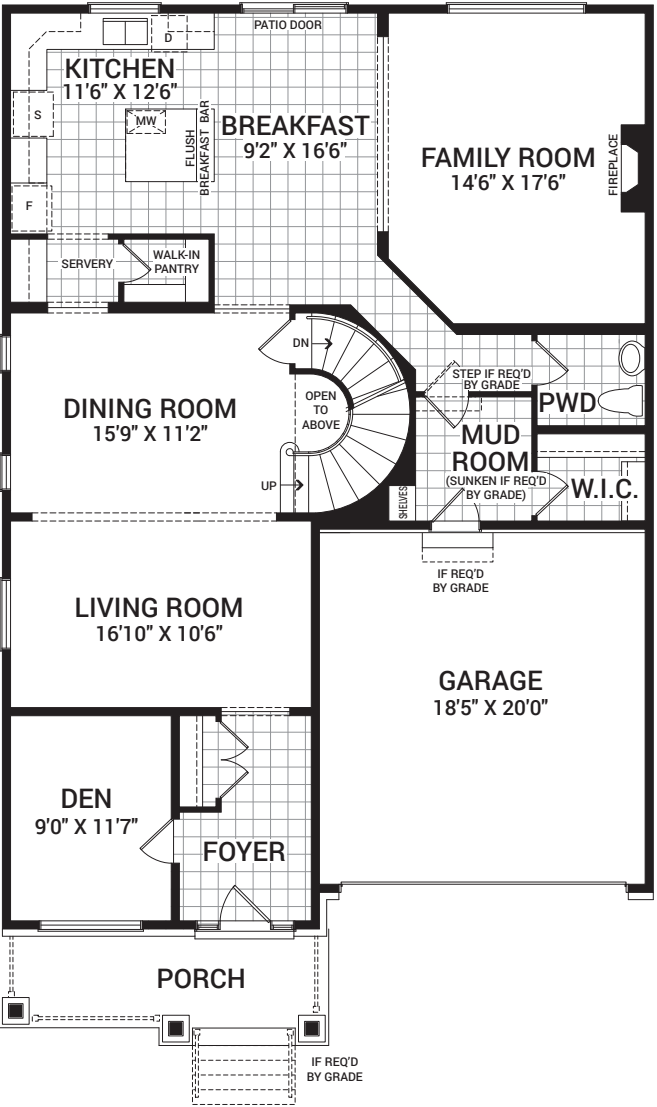 PATIO DOOR
D
KITCHEN
11'6" X 12'6"
S
MW
FLUSH
BREAKFAST BAR
BREAKFAST
9'2" X 16'6"
FAMILY ROOM
14'6" X 17'6"
FIREPLACE
F
SERVERY
WALK-IN
PANTRY
DN
OPEN
TO
ABOVE
UP
DINING ROOM
15'9" X 11'2"
STEP IF REQ'D
BY GRADE
PWD
MUD
ROOM
(SUNKEN IF REQ'D
BY GRADE)
SHELVES
W.I.C.
IF REQ'D
BY GRADE
LIVING ROOM
16'10" X 10'6"
GARAGE
18'5" X 20'0"
DEN
9'0" X 11'7"
FOYER
PORCH
IF REQ'D
BY GRADE